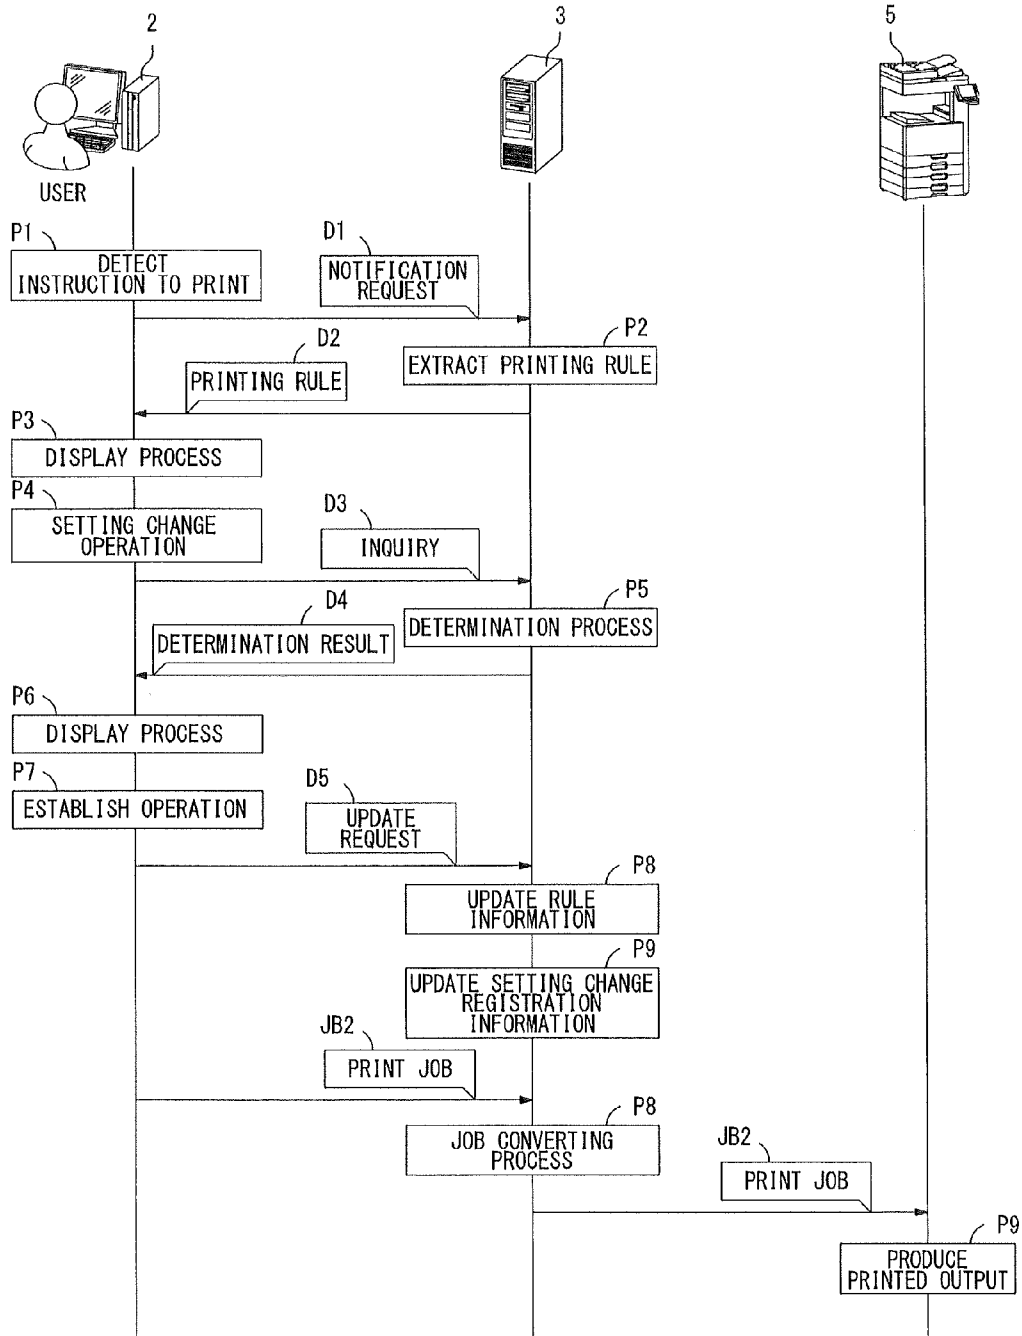 2
3
5
USER
P1
DETECT
INSTRUCTION TO PRINT
D1
NOTIFICATION
REQUEST
P2
EXTRACT PRINTING RULE
D2
PRINTING RULE
P3
DISPLAY PROCESS
P4
SETTING CHANGE
OPERATION
D3
INQUIRY
P5
DETERMINATION PROCESS
D4
DETERMINATION RESULT
P6
DISPLAY PROCESS
P7
ESTABLISH OPERATION
D5
UPDATE
REQUEST
P8
UPDATE RULE
INFORMATION
P9
UPDATE SETTING CHANGE
REGISTRATION
INFORMATION
JB2
PRINT JOB
P8
JOB CONVERTING
PROCESS
JB2
PRINT JOB
P9
PRODUCE
PRINTED OUTPUT